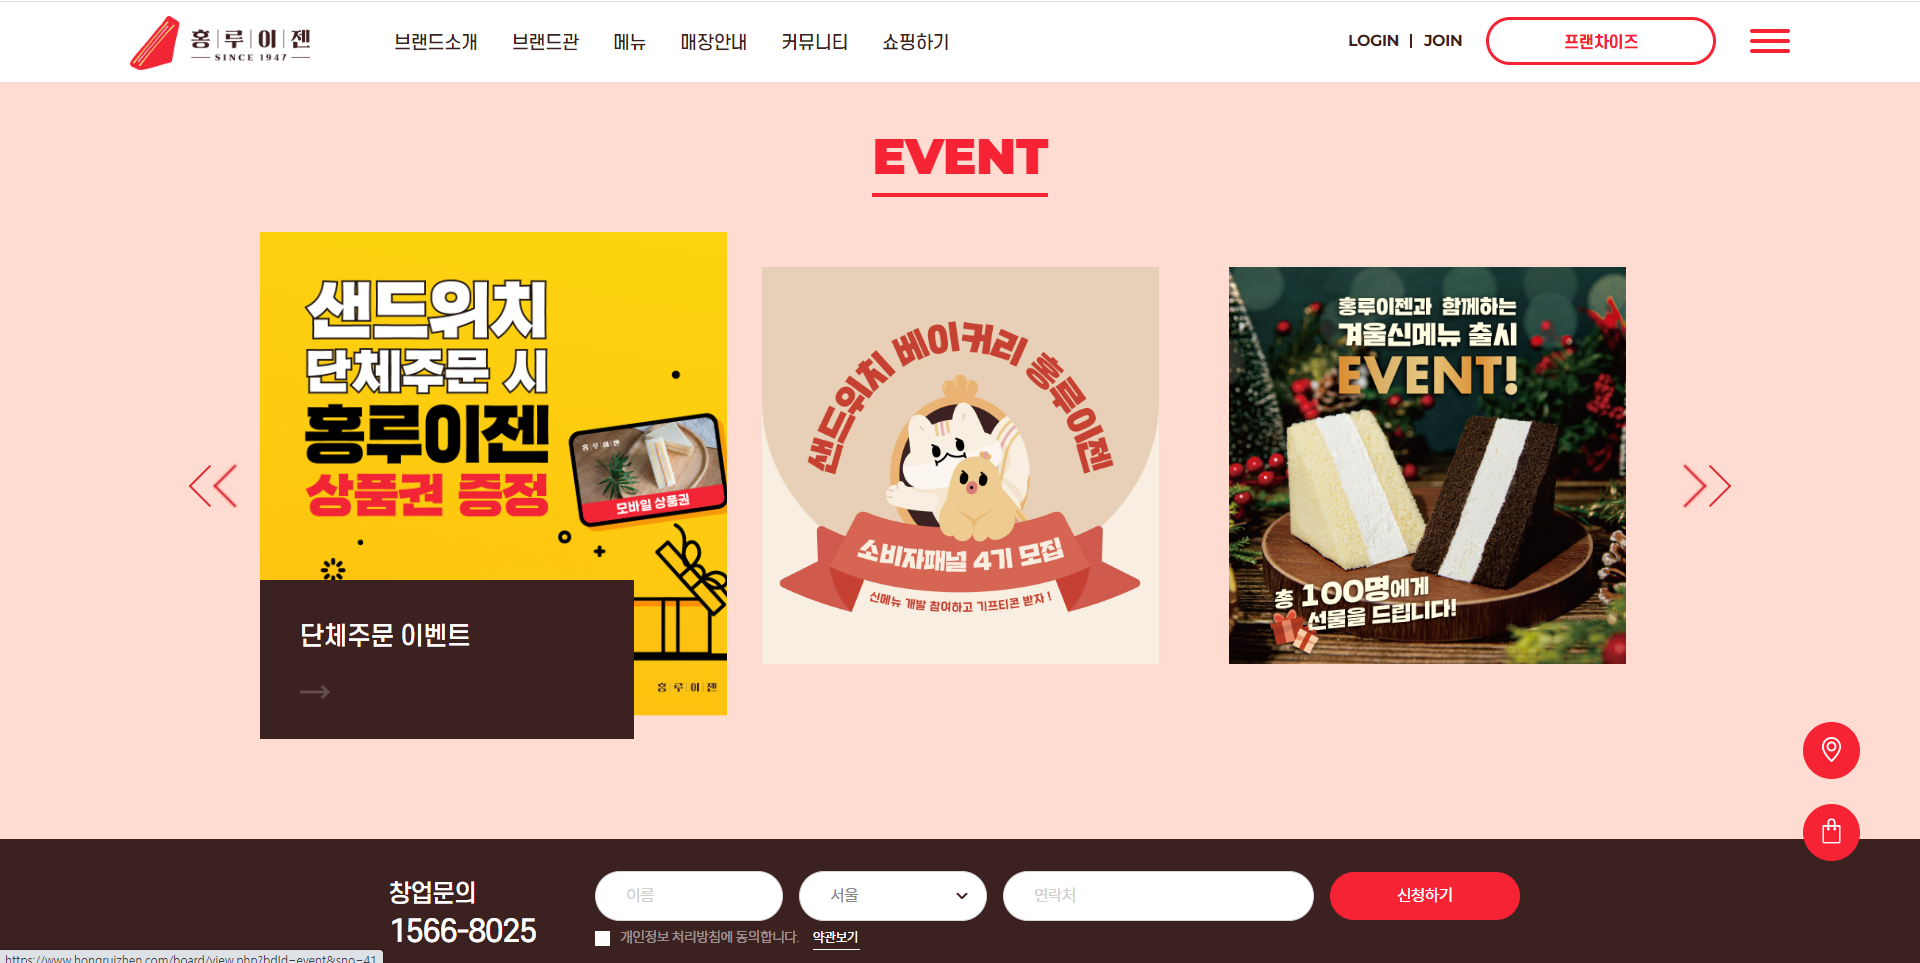 홍루이젠
SINCE 1947
브랜드소개 브랜드관 메뉴 매장안내 커뮤니티 쇼핑하기
LOGIN | JOIN
프랜차이즈
EVENT
샌드위치
단체주문 시
홍루이젠
상품권 증정
홍루이젠
모바일 상품권
홍루이젠
단체주문 이벤트
샌드위치 베이커리 홍루이젠
소비자패널 4기 모집
신메뉴 개발 참여하고 기프티콘 받자 !
홍루이젠과 함께하는
겨울신메뉴 출시
EVENT!
총 100명에게
선물을 드립니다!
창업문의
1566-8025
이름
서울
연락처
신청하기
개인정보 처리방침에 동의합니다. 약관보기
https://www.hongruizhen.com/board/view.php?bdId=event&sno=41